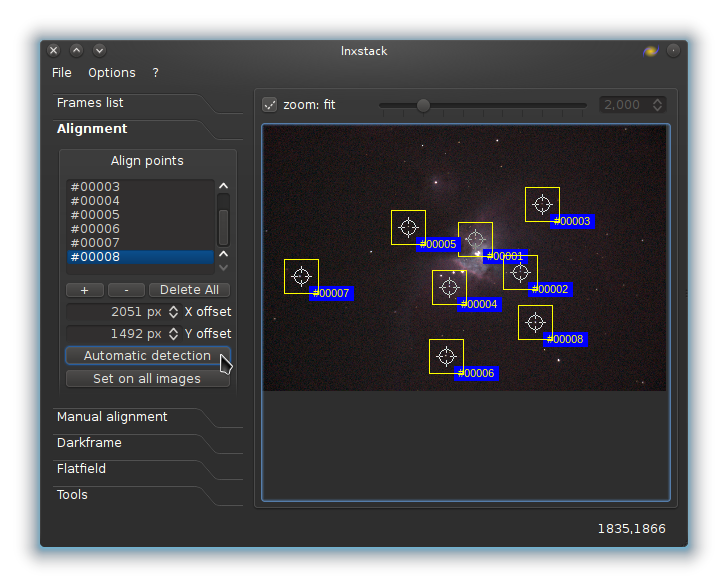 lnxstack
File Options ?
Frames list
Alignment
Align points
#00003
#00004
#00005
#00006
#00007
#00008
+ - Delete All
2051 px X offset
1492 px Y offset
Automatic detection
Set on all images
Manual alignment
Darkframe
Flatfield
Tools
zoom: fit 2,000
#00003
#00005
#00001
#00002
#00007
#00004
#00008
#00006
1835,1866